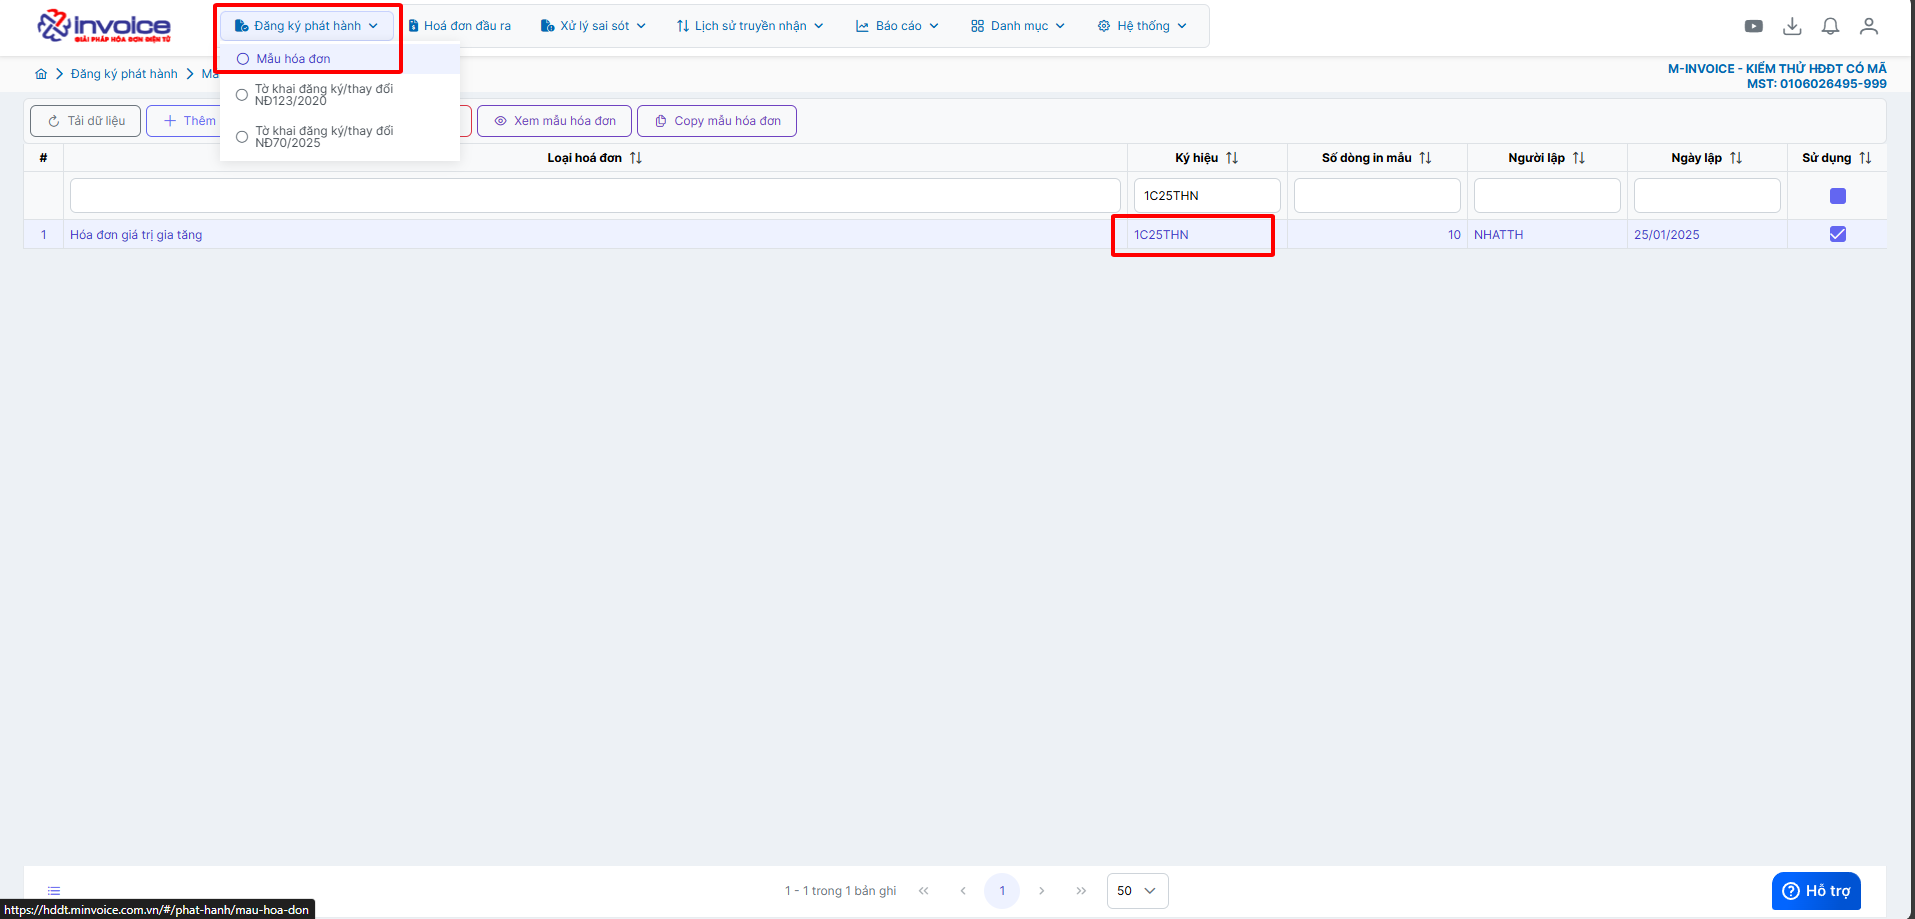 invoice
GIẢI PHÁP HÓA ĐƠN ĐIỆN TỬ
Đăng ký phát hành
Hoá đơn đầu ra
Xử lý sai sót
Lịch sử truyền nhận
Báo cáo
Danh mục
Hệ thống
Mẫu hóa đơn
Tờ khai đăng ký/thay đổi
NĐ123/2020
Tờ khai đăng ký/thay đổi
NĐ70/2025
Đăng ký phát hành
M-INVOICE - KIỂM THỬ HĐĐT CÓ MÃ
MST: 0106026495-999
Tải dữ liệu
Thêm
Xem mẫu hóa đơn
Copy mẫu hóa đơn
#
Loại hoá đơn
Ký hiệu
Số dòng in mẫu
Người lập
Ngày lập
Sử dụng
1C25THN
1
Hóa đơn giá trị gia tăng
1C25THN
10
NHATTH
25/01/2025
1 - 1 trong 1 bản ghi
1
50
Hỗ trợ
https://hddt.minvoice.com.vn/#/phat-hanh/mau-hoa-don